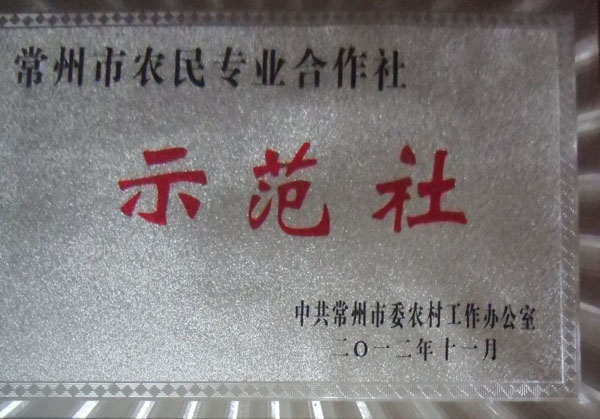 常州市农民专业合作社
示范社
中共常州市委农村工作办公室
二〇一二年十一月